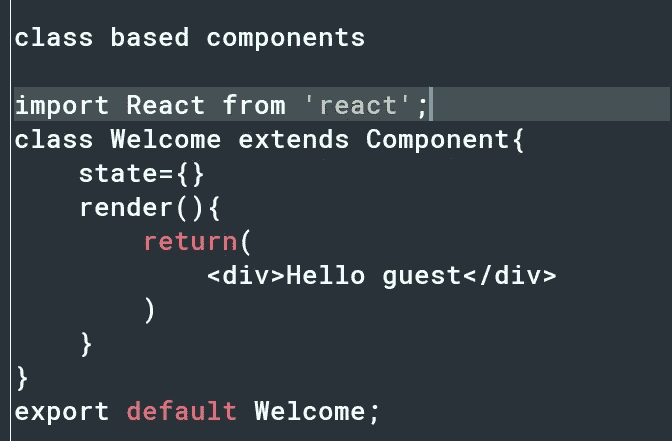 class based components
import React from 'react';
class Welcome extends Component{
    state={}
    render(){
        return(
            <div>Hello guest</div>
        )
    }
}
export default Welcome;